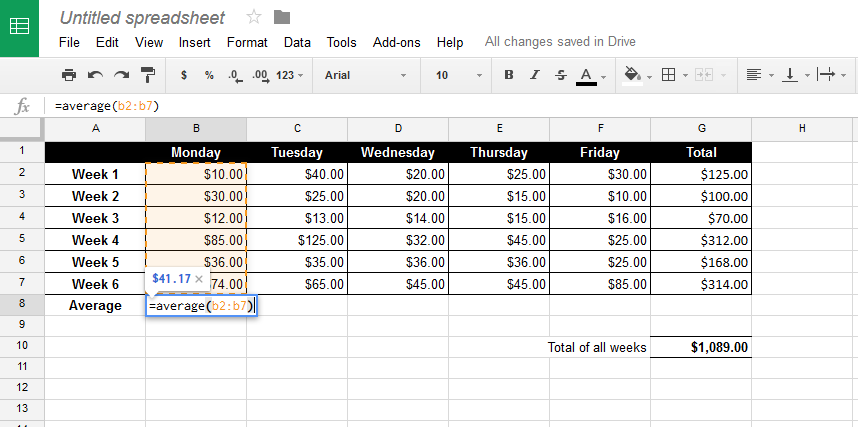 Untitled spreadsheet
File Edit View Insert Format Data Tools Add-ons Help All changes saved in Drive
$ % .0 .00 123 Arial 10 B I S A
fx =average(b2:b7)
A B C D E F G H
1 Monday Tuesday Wednesday Thursday Friday Total
2 Week 1 $10.00 $40.00 $20.00 $25.00 $30.00 $125.00
3 Week 2 $30.00 $25.00 $20.00 $15.00 $10.00 $100.00
4 Week 3 $12.00 $13.00 $14.00 $15.00 $16.00 $70.00
5 Week 4 $85.00 $125.00 $32.00 $45.00 $25.00 $312.00
6 Week 5 $36.00 $35.00 $36.00 $36.00 $25.00 $168.00
$41.17 ×
7 Week 6 74.00 $65.00 $45.00 $45.00 $85.00 $314.00
8 Average =average(b2:b7)
9
10 Total of all weeks $1,089.00
11
12
13